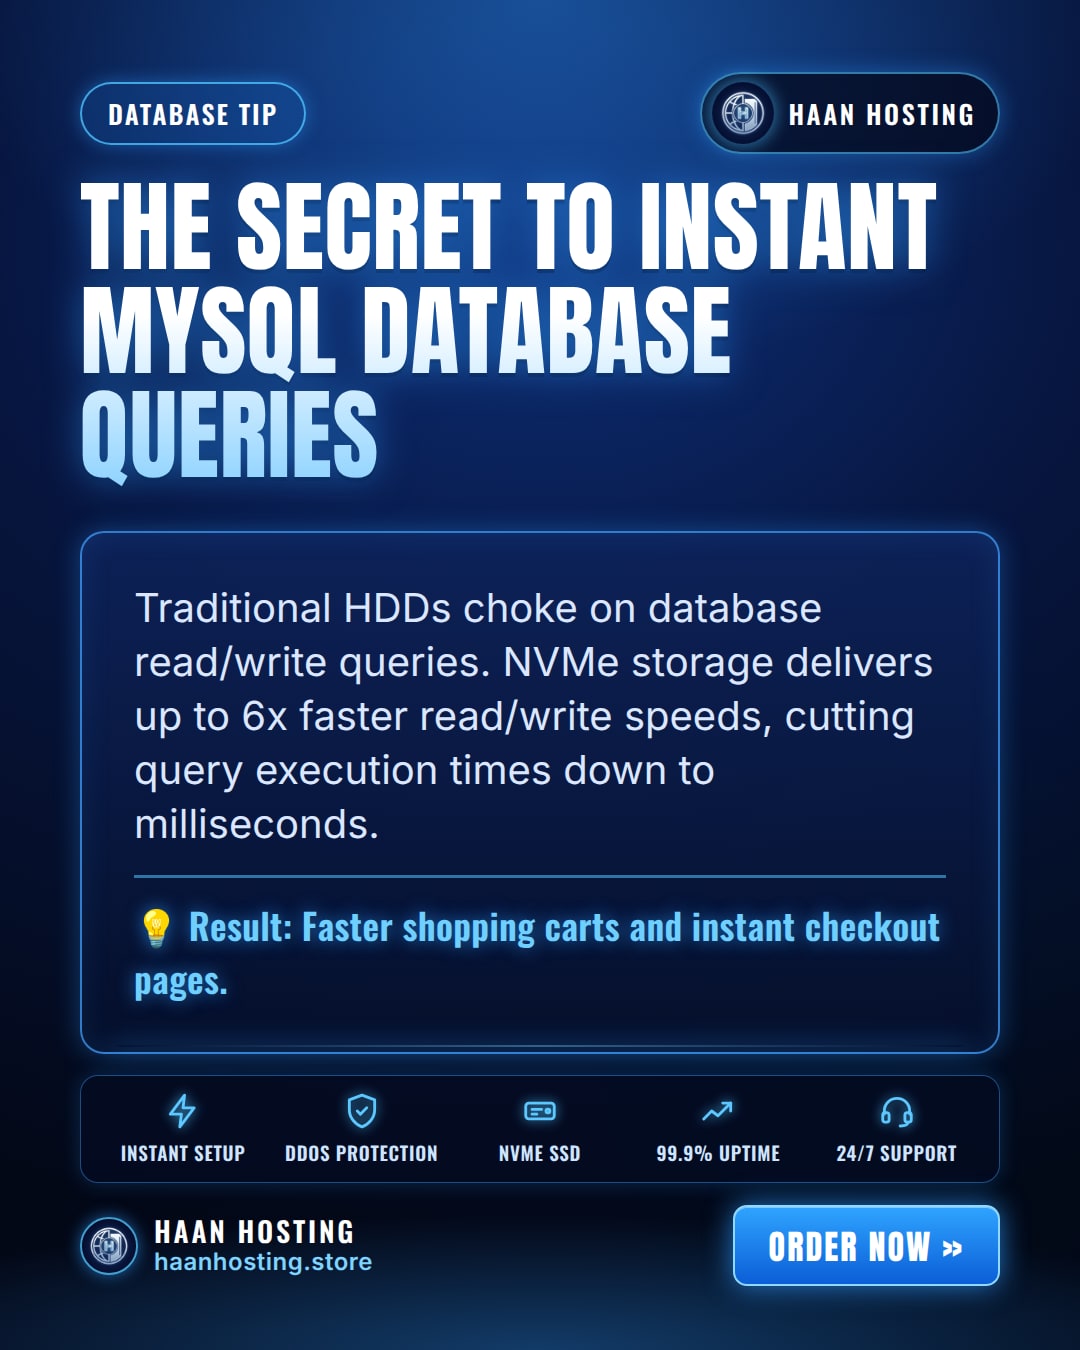 DATABASE TIP
HAAN HOSTING
THE SECRET TO INSTANT
MYSQL DATABASE
QUERIES
Traditional HDDs choke on database
read/write queries. NVMe storage delivers
up to 6x faster read/write speeds, cutting
query execution times down to
milliseconds.
💡 Result: Faster shopping carts and instant checkout
pages.
INSTANT SETUP
DDOS PROTECTION
NVME SSD
99.9% UPTIME
24/7 SUPPORT
HAAN HOSTING
haanhosting.store
ORDER NOW »